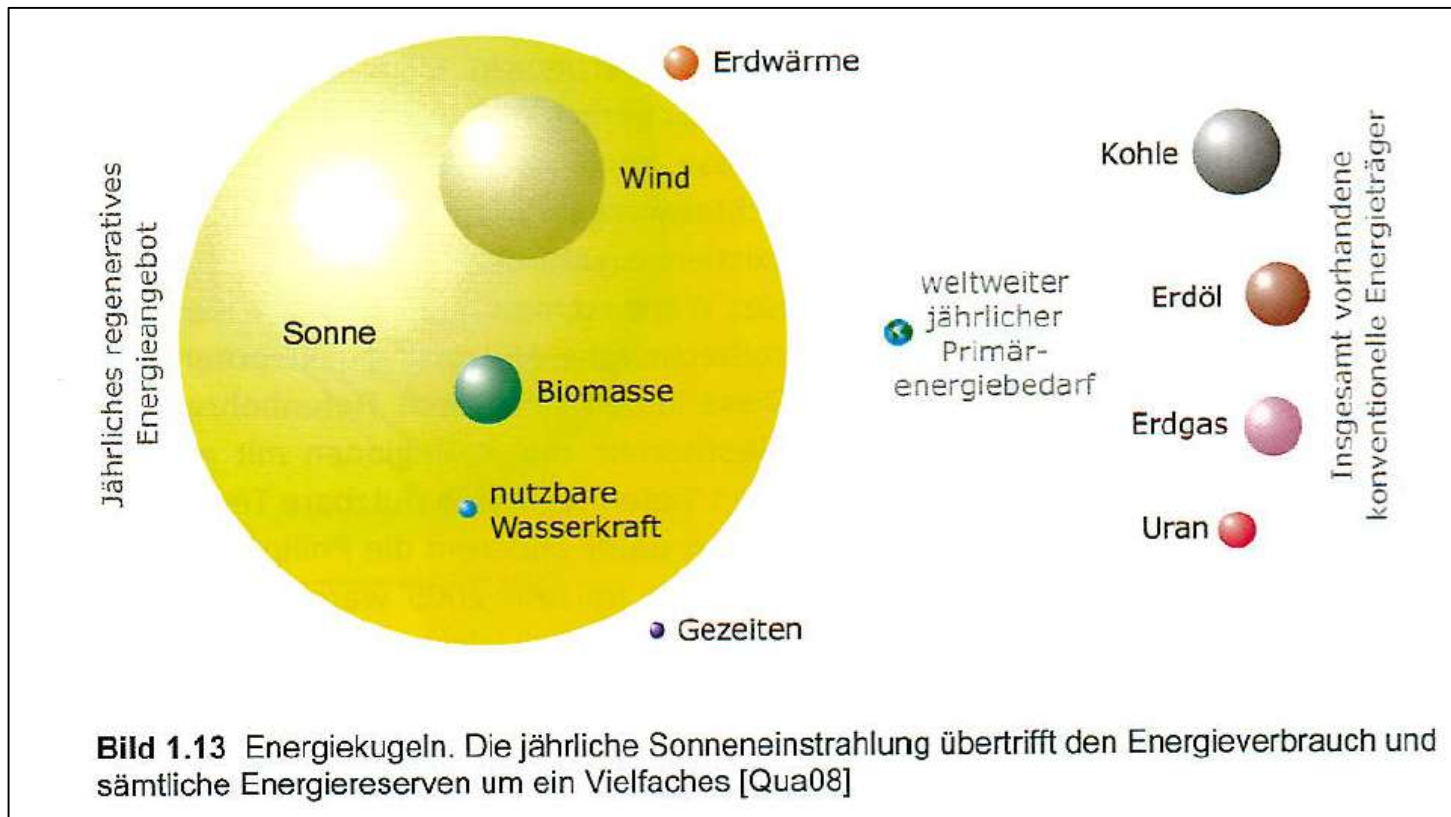 Jährliches regeneratives
Energieangebot
Erdwärme
Wind
Sonne
Biomasse
nutzbare
Wasserkraft
Gezeiten
weltweiter
jährlicher
Primär-
energiebedarf
Kohle
Erdöl
Erdgas
Uran
Insgesamt vorhandene
konventionelle Energieträger
Bild 1.13 Energiekugeln. Die jährliche Sonneneinstrahlung übertrifft den Energieverbrauch und
sämtliche Energiereserven um ein Vielfaches [Qua08]